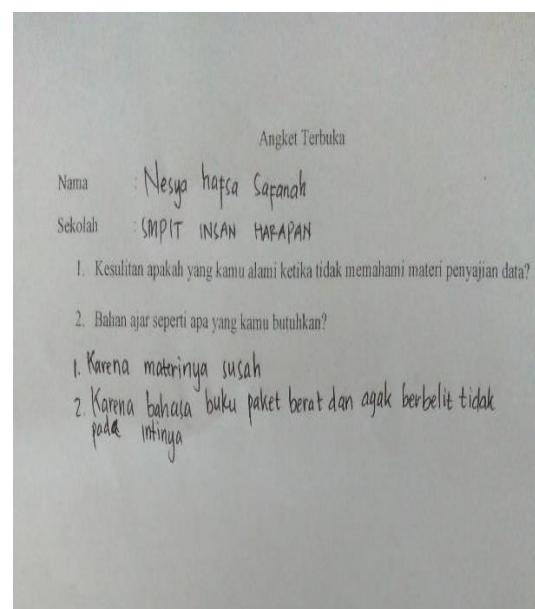 Angket Terbuka
Nama : Nesya hafsa Safanah
Sekolah : SMPIT INSAN HARAPAN
1. Kesulitan apakah yang kamu alami ketika tidak memahami materi penyajian data?
2. Bahan ajar seperti apa yang kamu butuhkan?
1. Karena materinya susah
2. Karena bahasa buku paket berat dan agak berbelit tidak
pada intinya